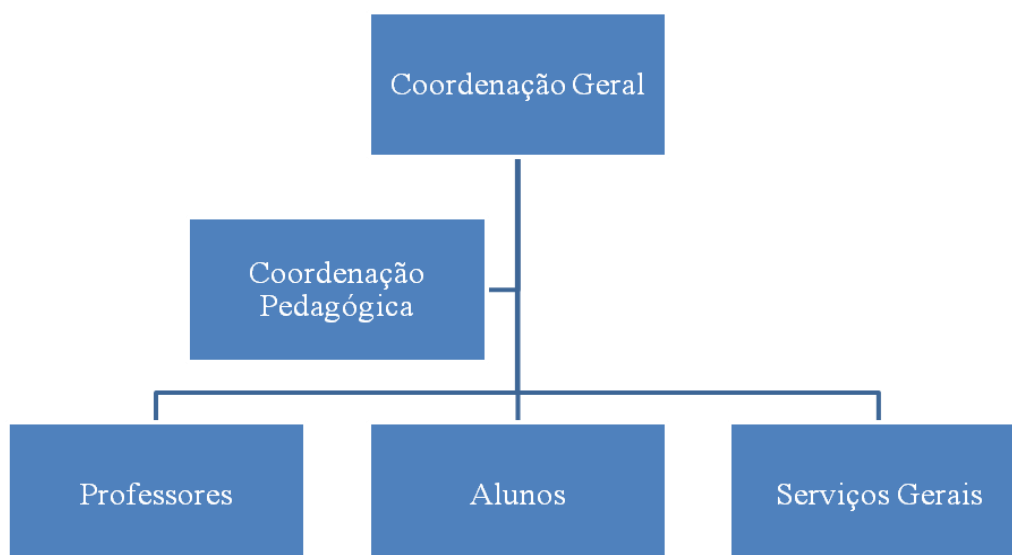 Coordenação Geral
Coordenação
Pedagógica
Professores
Alunos
Serviços Gerais